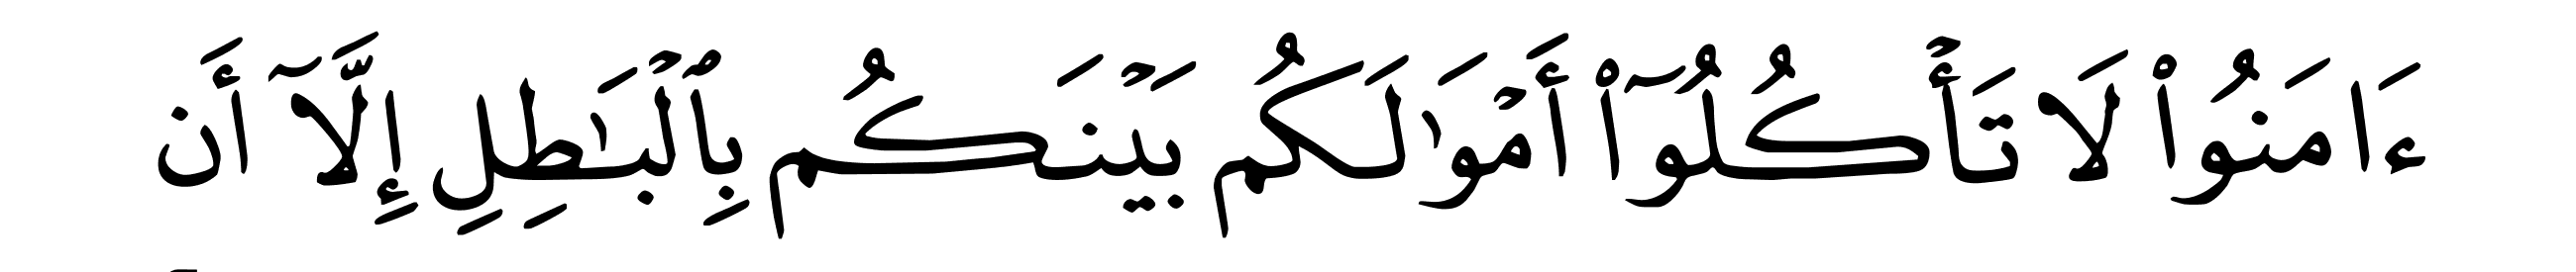 ءَامَنُوا۟ لَا تَأْكُلُوٓا۟ أَمْوَٰلَكُم بَيْنَكُم بِٱلْبَـٰطِلِ إِلَّآ أَن